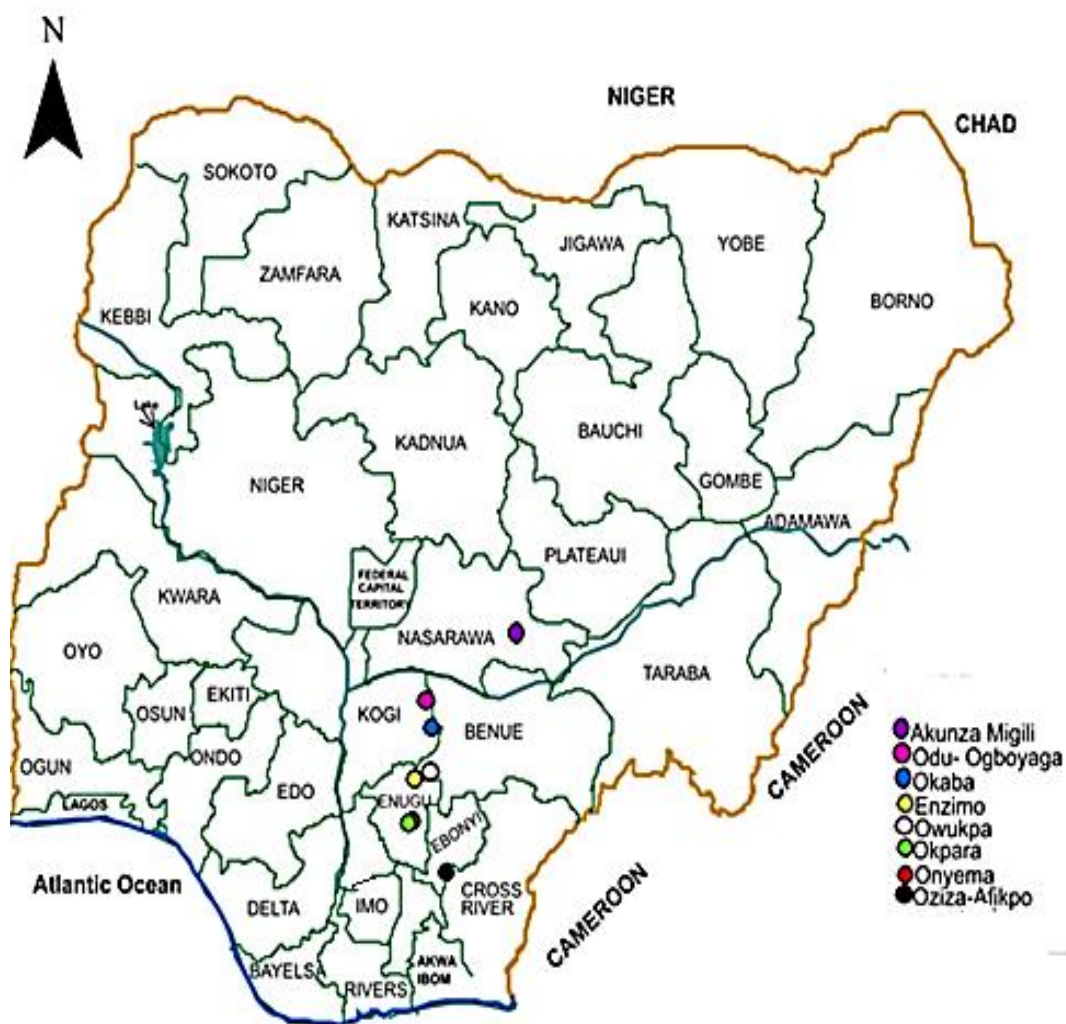 N
NIGER
CHAD
SOKOTO
KATSINA
JIGAWA
YOBE
ZAMFARA
KANO
BORNO
KEBBI
Lake
KADNUA
BAUCHI
NIGER
GOMBE
ADAMAWA
PLATEAUI
FEDERAL
CAPITAL
TERRITORY
KWARA
NASARAWA
OYO
TARABA
EKITI
OSUN
KOGI
BENUE
ONDO
OGUN
EDO
LAGOS
ENUGU
EBONYI
CAMEROON
Akunza Migili
Odu- Ogboyaga
Okaba
Enzimo
Owukpa
Okpara
Onyema
Oziza-Afikpo
Atlantic Ocean
DELTA
IMO
CROSS
RIVER
CAMEROON
AKWA
IBOM
BAYELSA
RIVERS